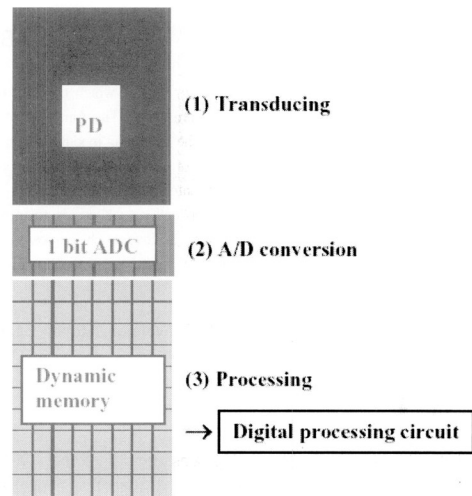 PD
(1) Transducing
1 bit ADC
(2) A/D conversion
Dynamic
memory
(3) Processing
→ Digital processing circuit